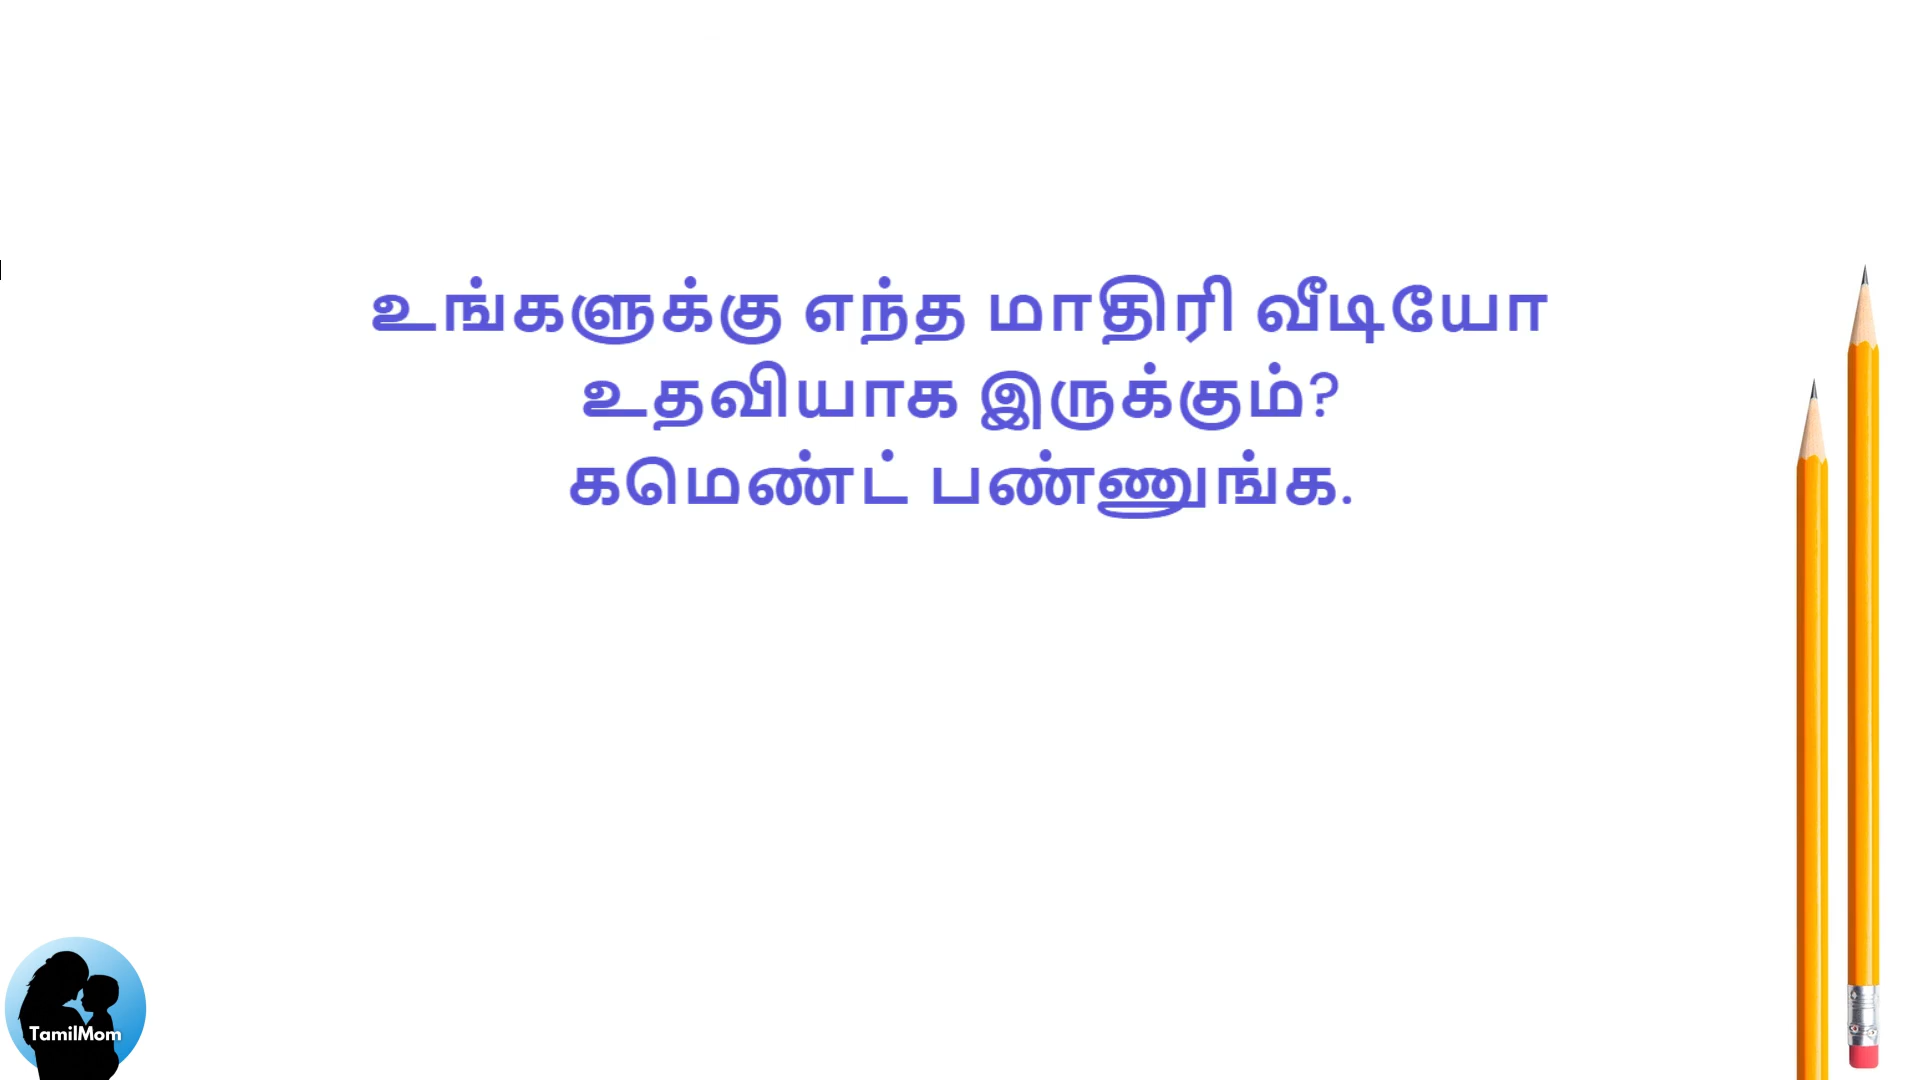 உங்களுக்கு எந்த மாதிரி வீடியோ
உதவியாக இருக்கும்?
கமெண்ட் பண்ணுங்க.
TamilMom